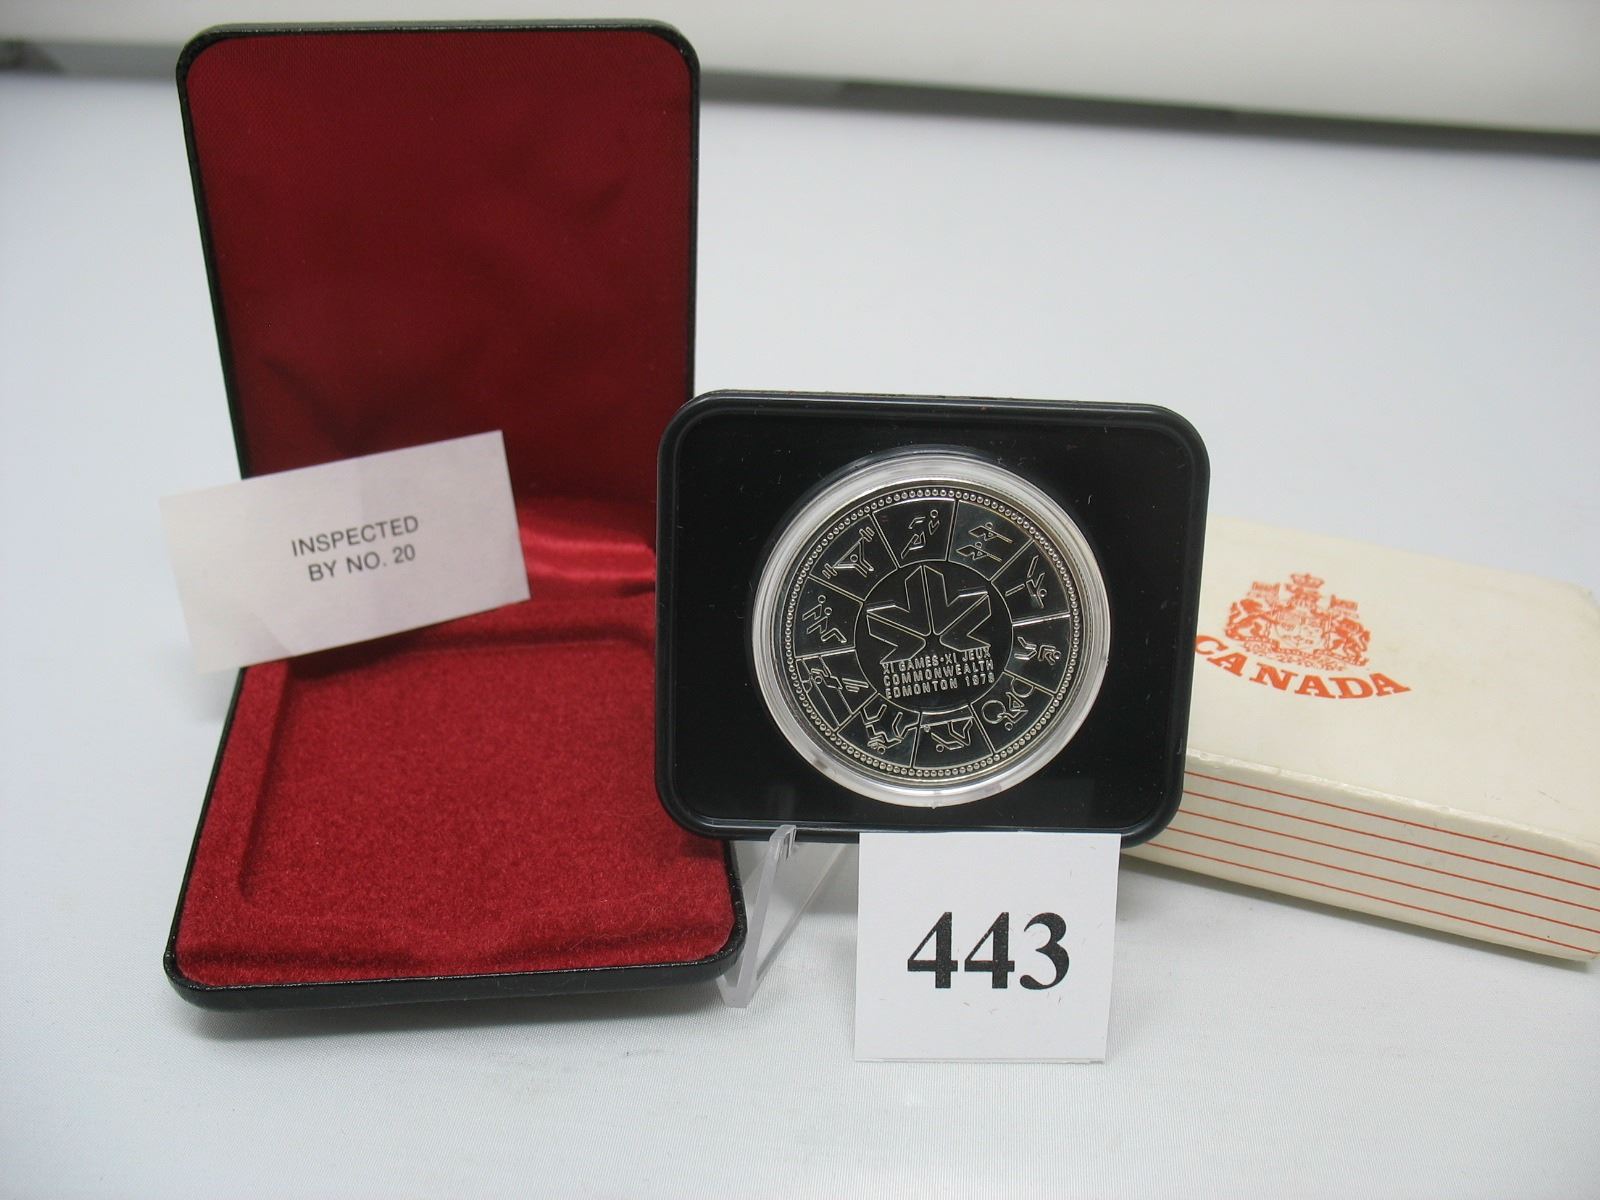 INSPECTED
BY NO. 20
XI GAMES·XI JEUX
COMMONWEALTH
EDMONTON 1978
CANADA
443